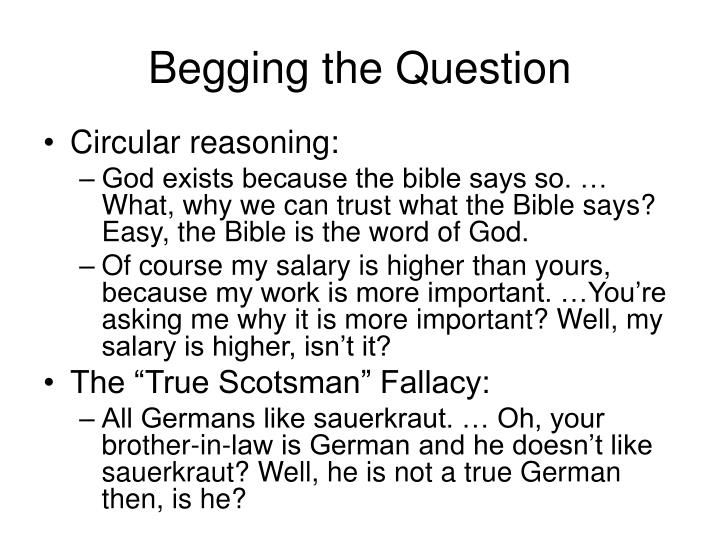 Begging the Question
• Circular reasoning:
– God exists because the bible says so. …
What, why we can trust what the Bible says?
Easy, the Bible is the word of God.
– Of course my salary is higher than yours,
because my work is more important. …You’re
asking me why it is more important? Well, my
salary is higher, isn’t it?
• The “True Scotsman” Fallacy:
– All Germans like sauerkraut. … Oh, your
brother-in-law is German and he doesn’t like
sauerkraut? Well, he is not a true German
then, is he?